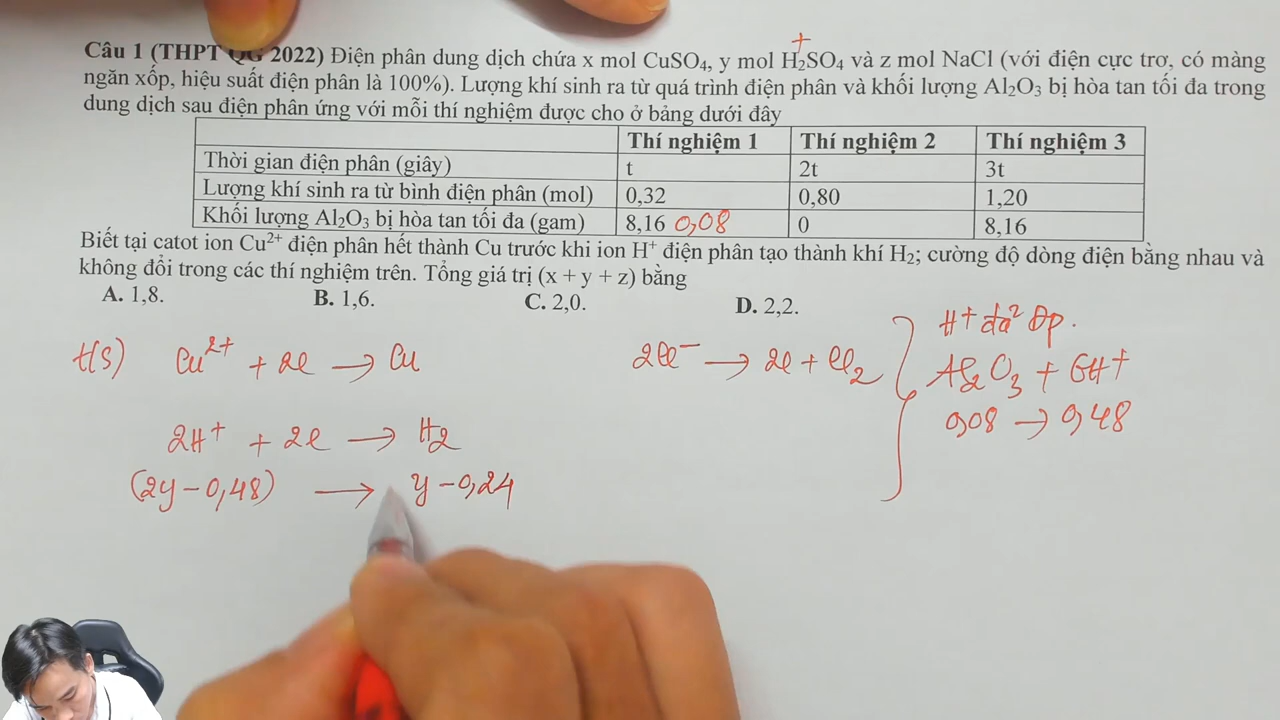 Câu 1 (THPT QG 2022) Điện phân dung dịch chứa x mol CuSO₄, y mol H₂SO₄ và z mol NaCl (với điện cực trơ, có màng
+
ngăn xốp, hiệu suất điện phân là 100%). Lượng khí sinh ra từ quá trình điện phân và khối lượng Al₂O₃ bị hòa tan tối đa trong
dung dịch sau điện phân ứng với mỗi thí nghiệm được cho ở bảng dưới đây
Thí nghiệm 1 Thí nghiệm 2 Thí nghiệm 3
Thời gian điện phân (giây) t 2t 3t
Lượng khí sinh ra từ bình điện phân (mol) 0,32 0,80 1,20
Khối lượng Al₂O₃ bị hòa tan tối đa (gam) 8,16 0,08 0 8,16
Biết tại catot ion Cu²⁺ điện phân hết thành Cu trước khi ion H⁺ điện phân tạo thành khí H₂; cường độ dòng điện bằng nhau và
không đổi trong các thí nghiệm trên. Tổng giá trị (x + y + z) bằng
A. 1,8. B. 1,6. C. 2,0. D. 2,2.
t(s) Cu²⁺ + 2e → Cu
2H⁺ + 2e → H₂
(2y – 0,48) → y – 0,24
2Cl⁻ → 2e + Cl₂
H⁺ đp.
Al₂O₃ + 6H⁺
0,08 → 0,48